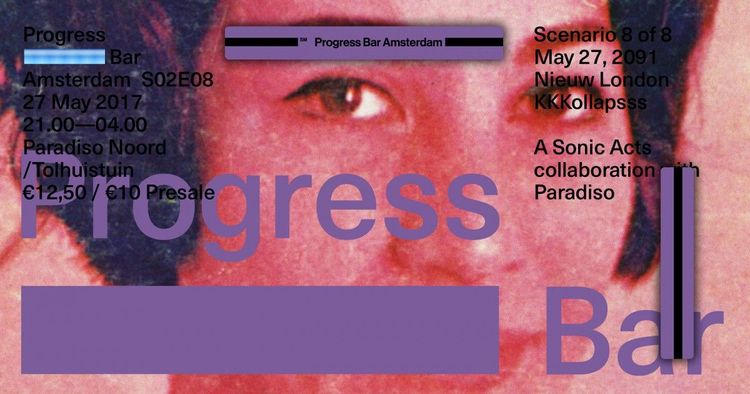 Progress
Bar
Amsterdam S02E08
27 May 2017
21.00—04.00
Paradiso Noord
/Tolhuistuin
€12,50 / €10 Presale
℠ Progress Bar Amsterdam
Scenario 8 of 8
May 27, 2091
Nieuw London
KKKollapsss
A Sonic Acts
collaboration with
Paradiso
Progress
Bar